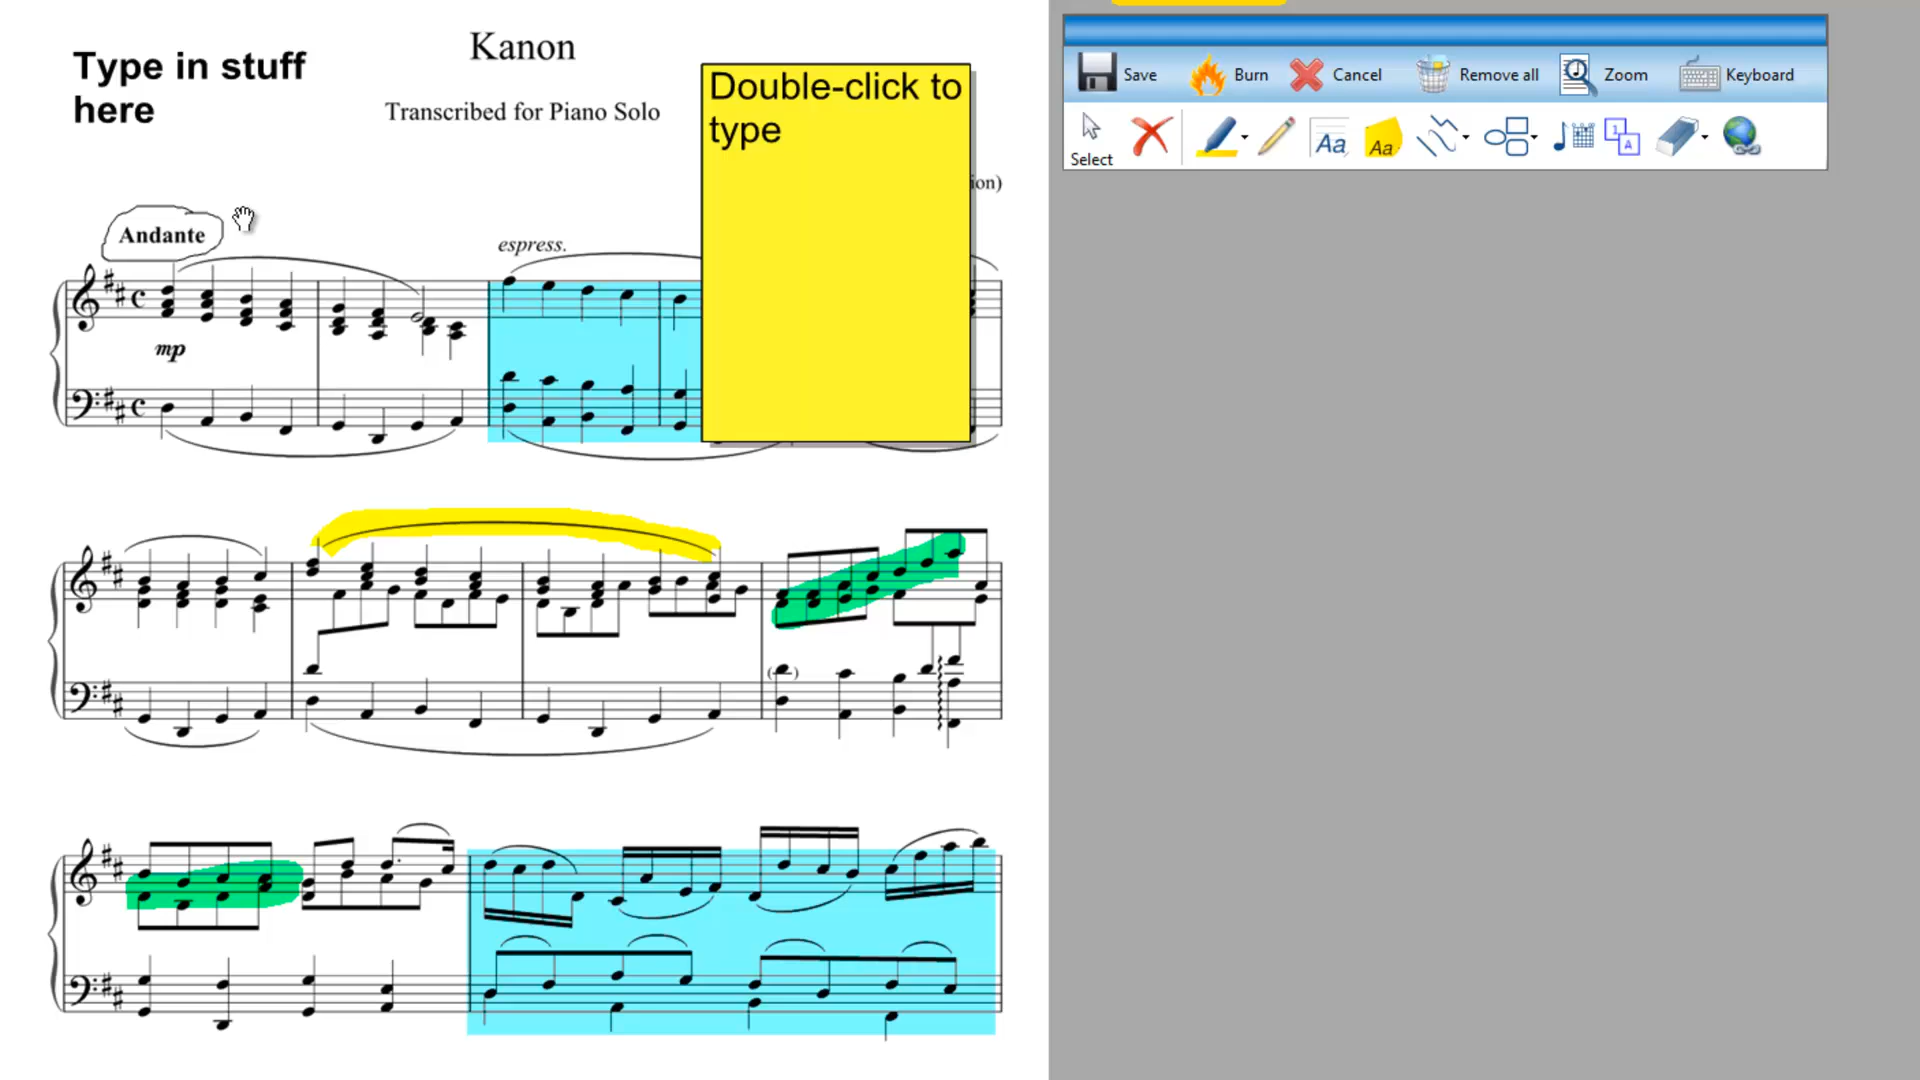 Kanon
Type in stuff
here
Transcribed for Piano Solo
Double-click to
type
ion)
Andante
espress.
mp
Save Burn Cancel Remove all Zoom Keyboard
Select
Aa
Aa
1
A